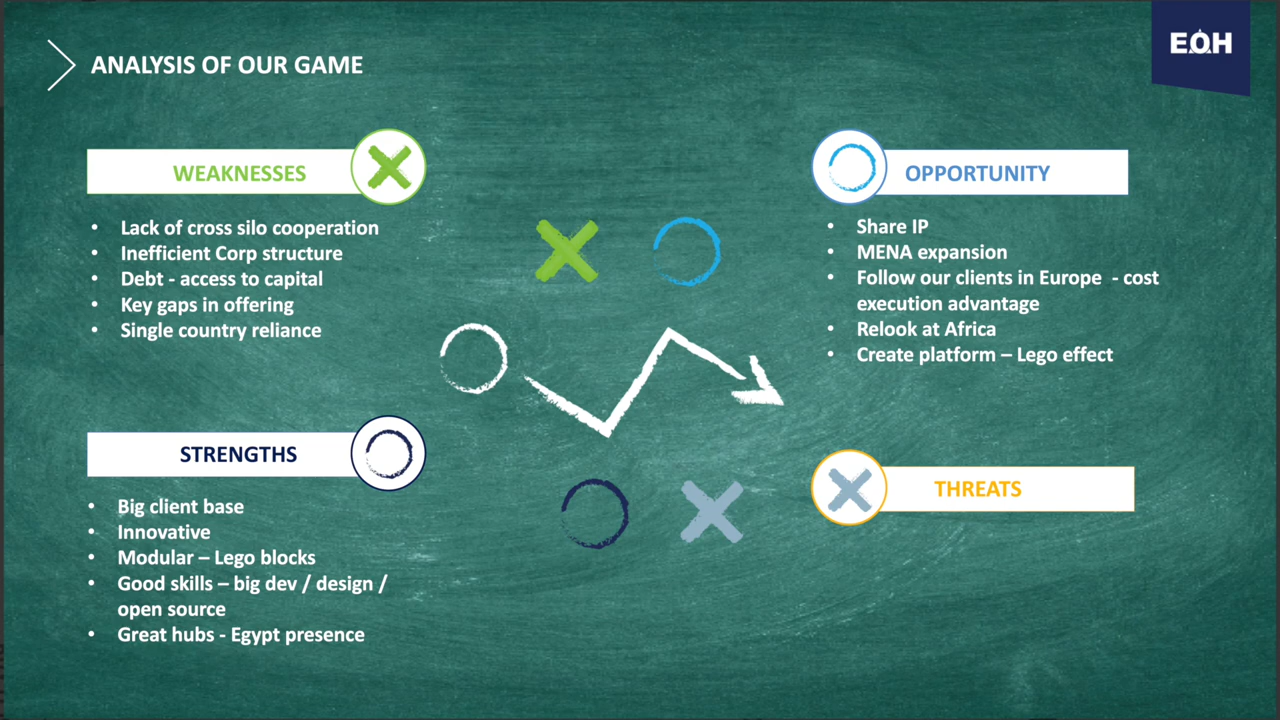 ANALYSIS OF OUR GAME
EOH
WEAKNESSES
• Lack of cross silo cooperation
• Inefficient Corp structure
• Debt - access to capital
• Key gaps in offering
• Single country reliance
OPPORTUNITY
• Share IP
• MENA expansion
• Follow our clients in Europe - cost
execution advantage
• Relook at Africa
• Create platform – Lego effect
STRENGTHS
• Big client base
• Innovative
• Modular – Lego blocks
• Good skills – big dev / design /
open source
• Great hubs - Egypt presence
THREATS